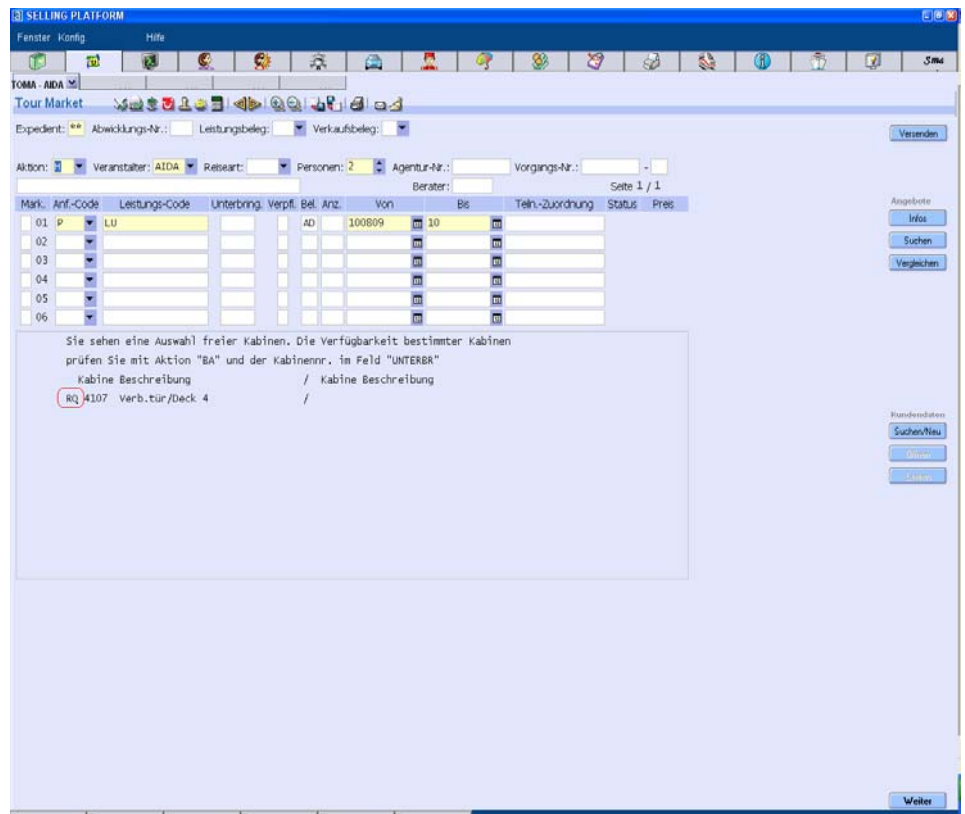 SELLING PLATFORM
Fenster Konfig. Hilfe
TOMA - AIDA
Tour Market
Expedient: ** Abwicklungs-Nr.: Leistungsbeleg: Verkaufsbeleg:
Versenden
Aktion: H Veranstalter: AIDA Reiseart: Personen: 2 Agentur-Nr.: Vorgangs-Nr.: -
Berater: Seite 1 / 1
Mark. Anf.-Code Leistungs-Code Unterbring. Verpfl. Bel. Anz. Von Bis Teiln.-Zuordnung Status Preis
Angebote
01 P LU AD 100809 10
Infos
02
Suchen
03
Vergleichen
04
05
06
Sie sehen eine Auswahl freier Kabinen. Die Verfügbarkeit bestimmter Kabinen
prüfen Sie mit Aktion "BA" und der Kabinennr. im Feld "UNTERBR"
Kabine Beschreibung / Kabine Beschreibung
RQ 4107 Verb.tür/Deck 4 /
Kundendaten
Suchen/Neu
Weiter